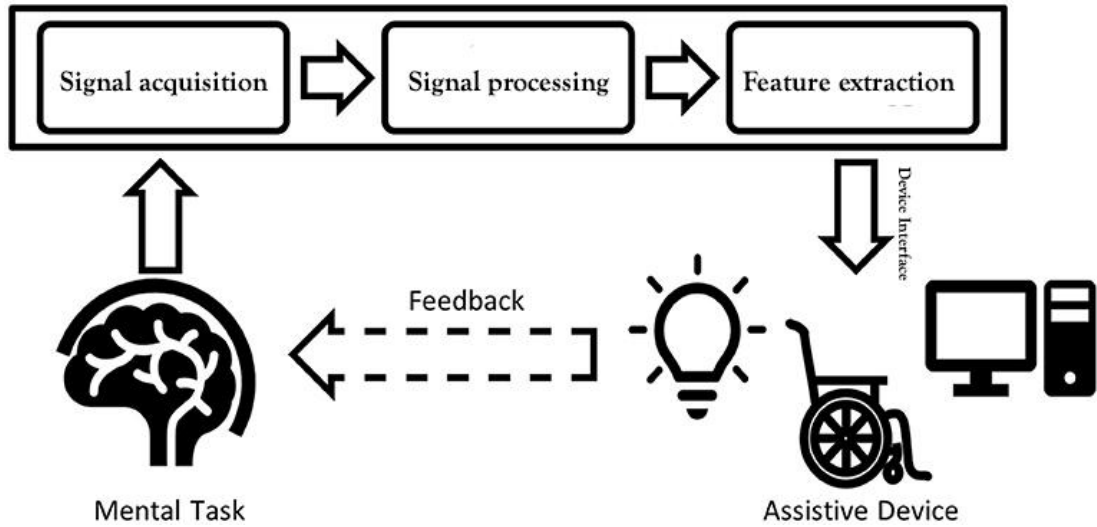 Signal acquisition
Signal processing
Feature extraction
Device Interface
Feedback
Mental Task
Assistive Device